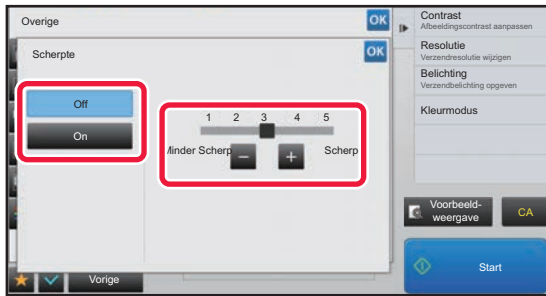 Overige
OK
Scherpte
OK
Off
On
1 2 3 4 5
Minder Scherp
Scherp
Vorige
Contrast
Afbeeldingscontrast aanpassen
Resolutie
Verzendresolutie wijzigen
Belichting
Verzendbelichting opgeven
Kleurmodus
Voorbeeld-
weergave
CA
Start